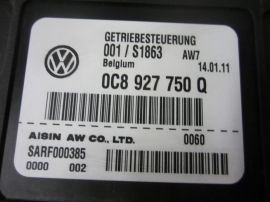 GETRIEBESTEUERUNG
001 / S1863 AW7
Belgium 14.01.11
0C8 927 750 Q
AISIN AW CO., LTD. 0060
SARF000385
0000 002